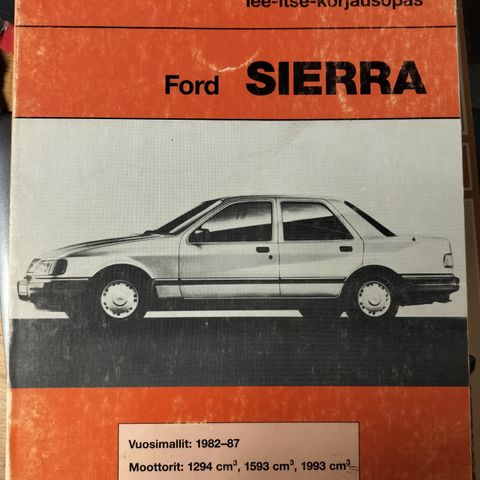 Tee-itse-korjausopas
Ford SIERRA
Vuosimallit: 1982–87
Moottorit: 1294 cm³, 1593 cm³, 1993 cm³